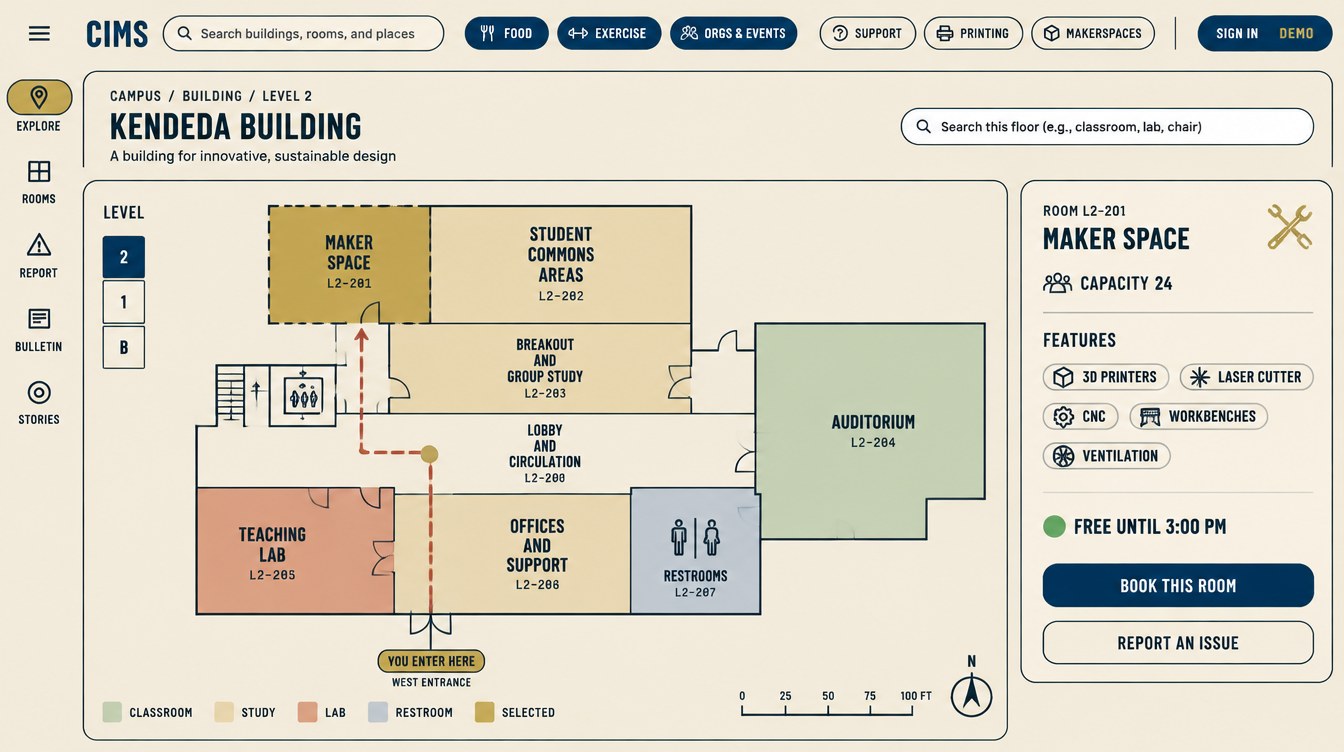 CIMS
Search buildings, rooms, and places
FOOD
EXERCISE
ORGS & EVENTS
SUPPORT
PRINTING
MAKERSPACES
SIGN IN
DEMO
EXPLORE
ROOMS
REPORT
BULLETIN
STORIES
CAMPUS / BUILDING / LEVEL 2
KENDEDA BUILDING
A building for innovative, sustainable design
Search this floor (e.g., classroom, lab, chair)
LEVEL
2
1
B
MAKER
SPACE
L2-201
STUDENT
COMMONS
AREAS
L2-202
BREAKOUT
AND
GROUP STUDY
L2-203
LOBBY
AND
CIRCULATION
L2-200
AUDITORIUM
L2-204
TEACHING
LAB
L2-205
OFFICES
AND
SUPPORT
L2-206
RESTROOMS
L2-207
YOU ENTER HERE
WEST ENTRANCE
CLASSROOM
STUDY
LAB
RESTROOM
SELECTED
0 25 50 75 100 FT
N
ROOM L2-201
MAKER SPACE
CAPACITY 24
FEATURES
3D PRINTERS
LASER CUTTER
CNC
WORKBENCHES
VENTILATION
FREE UNTIL 3:00 PM
BOOK THIS ROOM
REPORT AN ISSUE